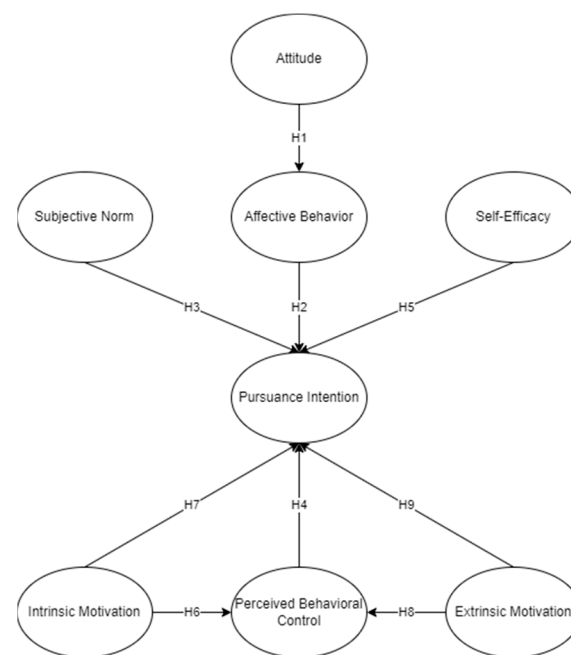 Attitude
H1
Subjective Norm
Affective Behavior
Self-Efficacy
H3
H2
H5
Pursuance Intention
H7
H4
H9
Intrinsic Motivation
H6
Perceived Behavioral
Control
H8
Extrinsic Motivation